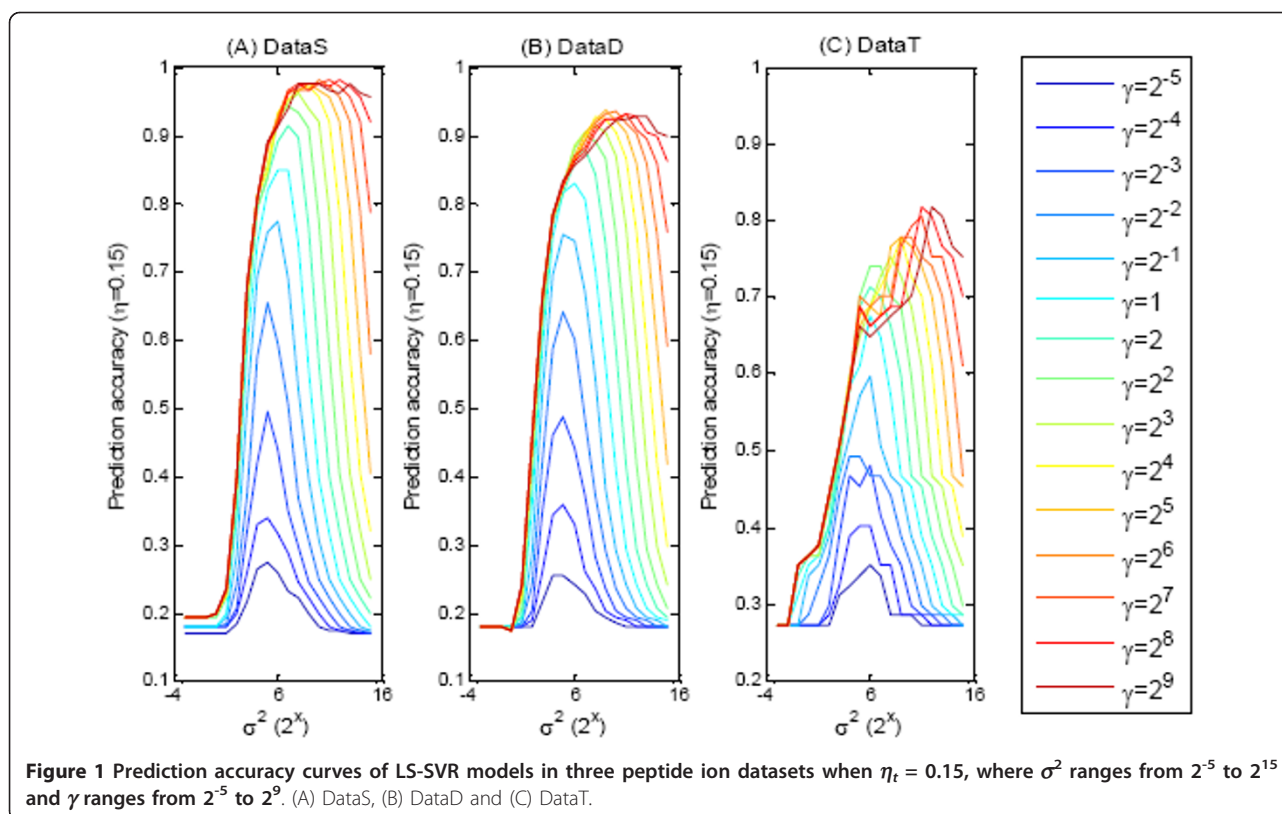 (A) DataS
(B) DataD
(C) DataT
Prediction accuracy (η=0.15)
1
0.9
0.8
0.7
0.6
0.5
0.4
0.3
0.2
0.1
-4
6
16
σ² (2ˣ)
Prediction accuracy (η=0.15)
1
0.9
0.8
0.7
0.6
0.5
0.4
0.3
0.2
0.1
-4
6
16
σ² (2ˣ)
Prediction accuracy (η=0.15)
1
0.9
0.8
0.7
0.6
0.5
0.4
0.3
0.2
-4
6
16
σ² (2ˣ)
γ=2⁻⁵
γ=2⁻⁴
γ=2⁻³
γ=2⁻²
γ=2⁻¹
γ=1
γ=2
γ=2²
γ=2³
γ=2⁴
γ=2⁵
γ=2⁶
γ=2⁷
γ=2⁸
γ=2⁹
Figure 1 Prediction accuracy curves of LS-SVR models in three peptide ion datasets when ηₜ = 0.15, where σ² ranges from 2⁻⁵ to 2¹⁵
and γ ranges from 2⁻⁵ to 2⁹. (A) DataS, (B) DataD and (C) DataT.